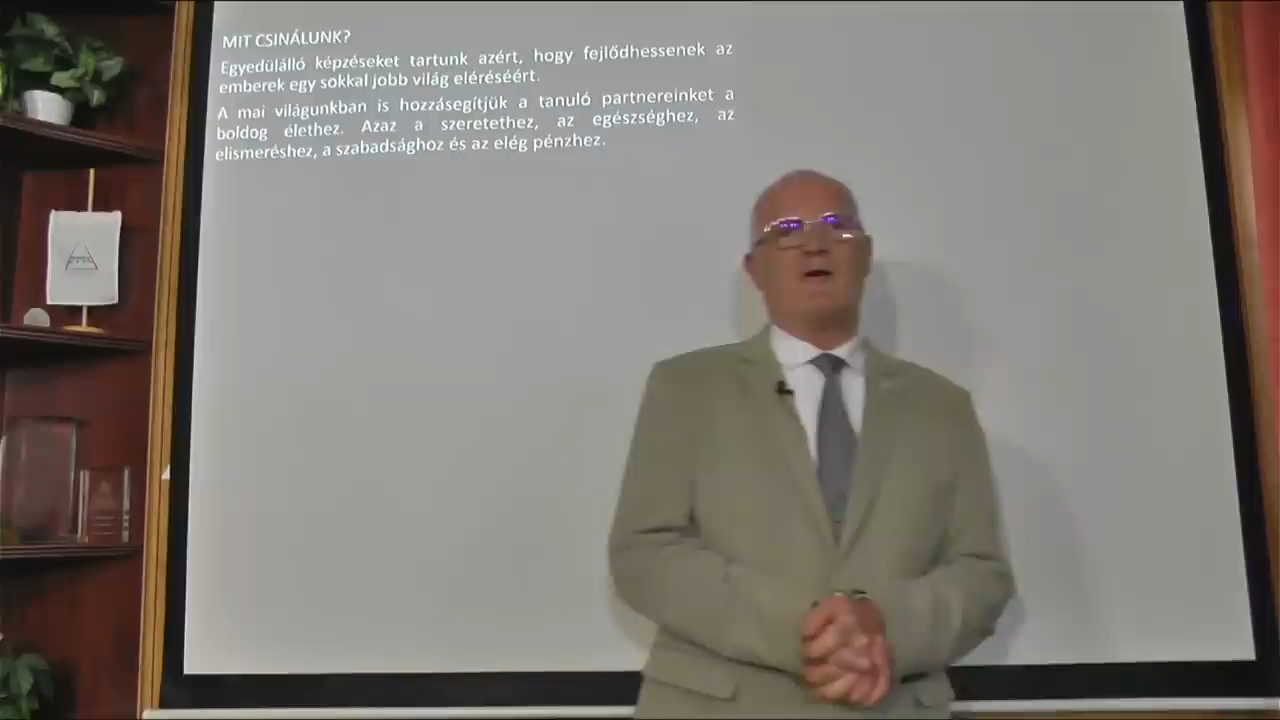 MIT CSINÁLUNK?
Egyedülálló képzéseket tartunk azért, hogy fejlődhessenek az
emberek egy sokkal jobb világ eléréséért.
A mai világunkban is hozzásegítjük a tanuló partnereinket a
boldog élethez. Azaz a szeretethez, az egészséghez, az
elismeréshez, a szabadsághoz és az elég pénzhez.